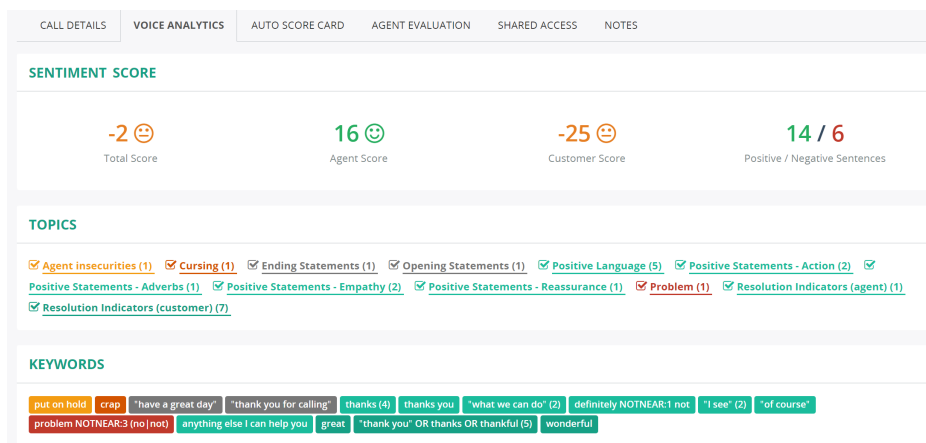 CALL DETAILS VOICE ANALYTICS AUTO SCORE CARD AGENT EVALUATION SHARED ACCESS NOTES
SENTIMENT SCORE
-2 16 -25 14 / 6
Total Score Agent Score Customer Score Positive / Negative Sentences
TOPICS
Agent insecurities (1) Cursing (1) Ending Statements (1) Opening Statements (1) Positive Language (5) Positive Statements - Action (2)
Positive Statements - Adverbs (1) Positive Statements - Empathy (2) Positive Statements - Reassurance (1) Problem (1) Resolution Indicators (agent) (1)
Resolution Indicators (customer) (7)
KEYWORDS
put on hold crap "have a great day" "thank you for calling" thanks (4) thanks you "what we can do" (2) definitely NOTNEAR:1 not "I see" (2) "of course"
problem NOTNEAR:3 (no|not) anything else I can help you great "thank you" OR thanks OR thankful (5) wonderful